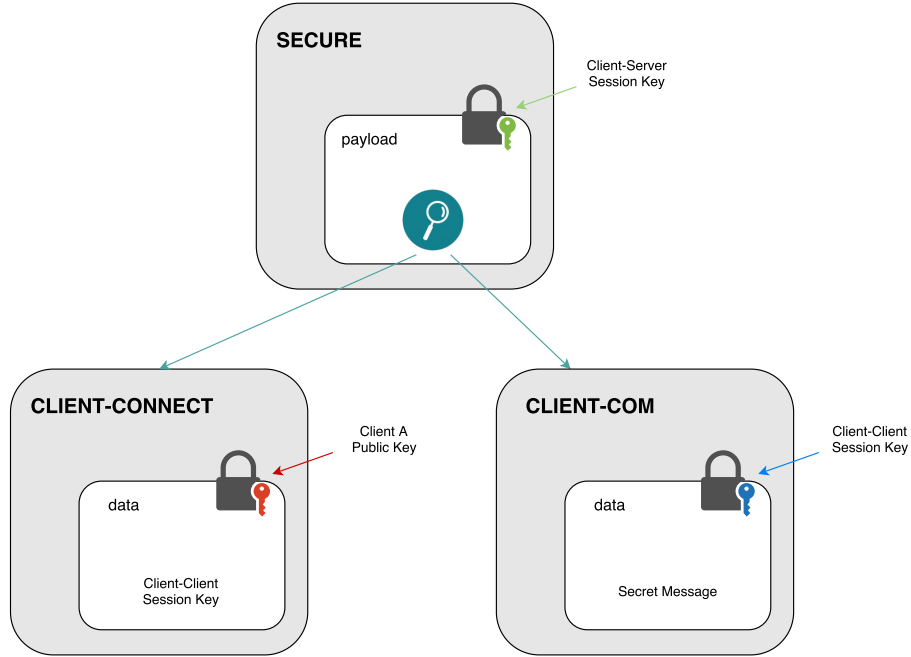 SECURE
Client-Server
Session Key
payload
CLIENT-CONNECT
Client A
Public Key
data
Client-Client
Session Key
CLIENT-COM
Client-Client
Session Key
data
Secret Message